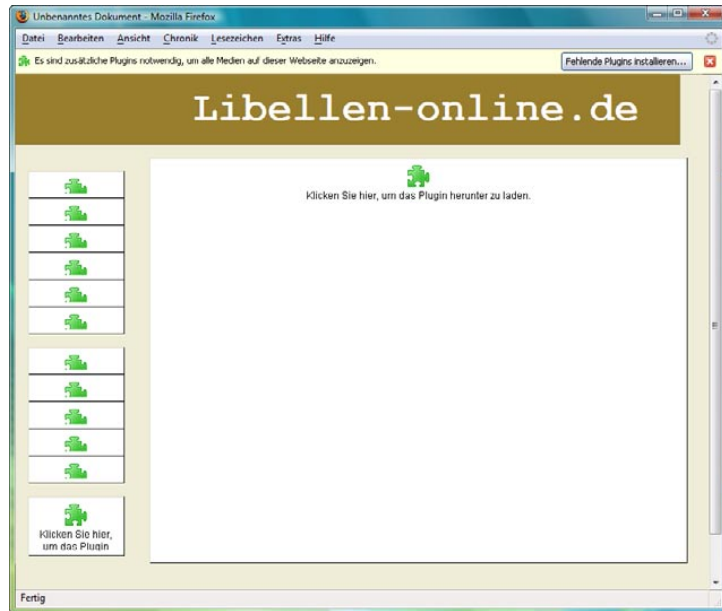 Unbenanntes Dokument - Mozilla Firefox
Datei Bearbeiten Ansicht Chronik Lesezeichen Extras Hilfe
Es sind zusätzliche Plugins notwendig, um alle Medien auf dieser Webseite anzuzeigen. Fehlende Plugins installieren...
Libellen-online.de
Klicken Sie hier, um das Plugin herunter zu laden.
Klicken Sie hier,
um das Plugin
Fertig